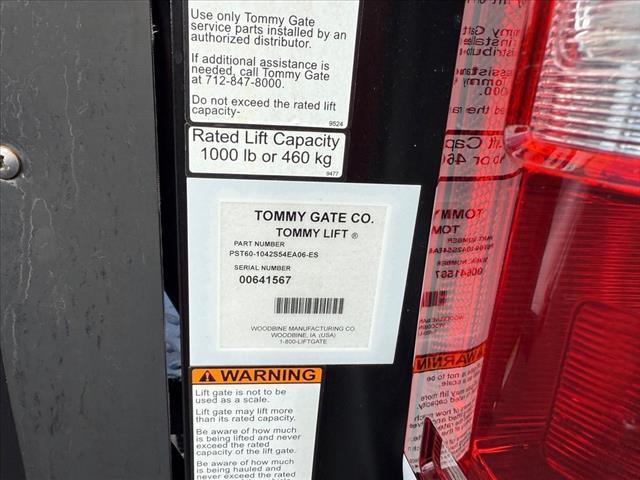 Use only Tommy Gate
service parts installed by an
authorized distributor.
If additional assistance is
needed, call Tommy Gate
at 712-847-8000.
Do not exceed the rated lift
capacity-
9524
Rated Lift Capacity
1000 lb or 460 kg
9477
TOMMY GATE CO.
TOMMY LIFT ®
PART NUMBER
PST60-1042S54EA06-ES
SERIAL NUMBER
00641567
WOODBINE MANUFACTURING CO.
WOODBINE, IA (USA)
1-800-LIFTGATE
WARNING
Lift gate is not to be
used as a scale.
Lift gate may lift more
than its rated capacity.
Be aware of how much
is being lifted and never
exceed the rated capacity
of the lift gate.
Be aware of how much
is being hauled and
never exceed the rated